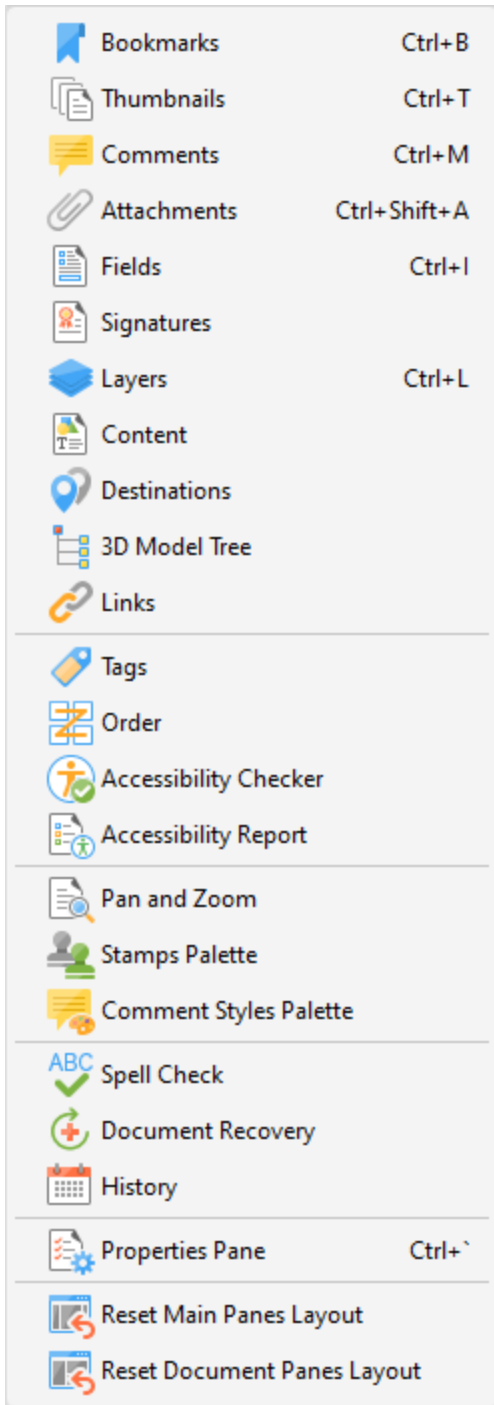 Bookmarks Ctrl+B
Thumbnails Ctrl+T
Comments Ctrl+M
Attachments Ctrl+Shift+A
Fields Ctrl+I
Signatures
Layers Ctrl+L
Content
Destinations
3D Model Tree
Links
Tags
Order
Accessibility Checker
Accessibility Report
Pan and Zoom
Stamps Palette
Comment Styles Palette
ABC Spell Check
Document Recovery
History
Properties Pane Ctrl+`
Reset Main Panes Layout
Reset Document Panes Layout